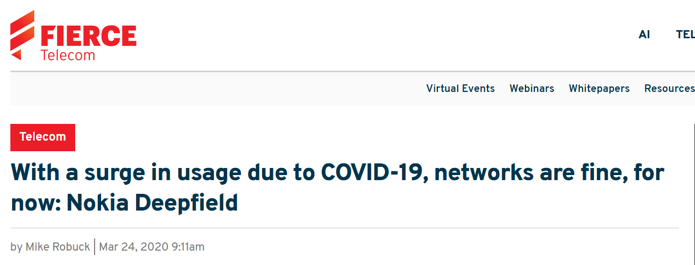 FIERCE
Telecom
AI TEL
Virtual Events Webinars Whitepapers Resources
Telecom
With a surge in usage due to COVID-19, networks are fine, for
now: Nokia Deepfield
by Mike Robuck | Mar 24, 2020 9:11am